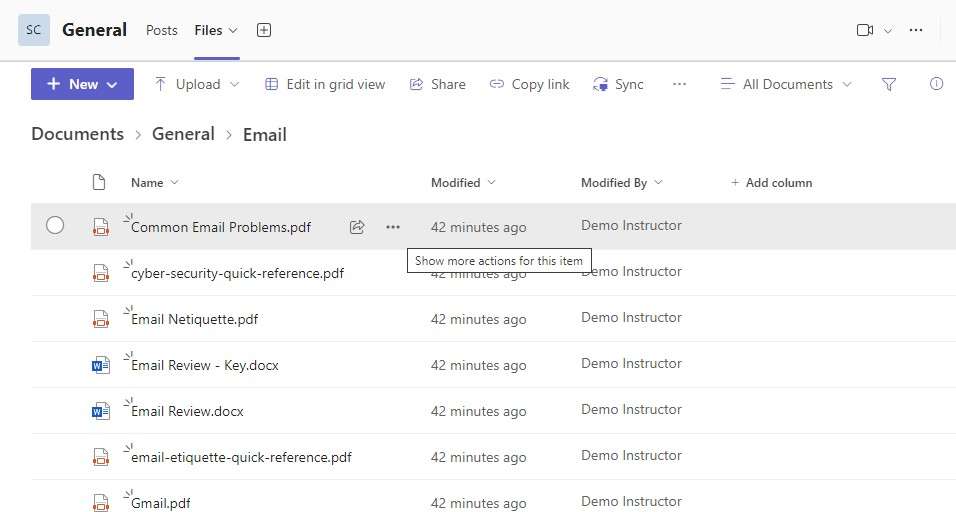 SC General Posts Files
New Upload Edit in grid view Share Copy link Sync All Documents
Documents > General > Email
Name Modified Modified By + Add column
Common Email Problems.pdf 42 minutes ago Demo Instructor
Show more actions for this item
cyber-security-quick-reference.pdf 42 minutes ago Demo Instructor
Email Netiquette.pdf 42 minutes ago Demo Instructor
Email Review - Key.docx 42 minutes ago Demo Instructor
Email Review.docx 42 minutes ago Demo Instructor
email-etiquette-quick-reference.pdf 42 minutes ago Demo Instructor
Gmail.pdf 42 minutes ago Demo Instructor